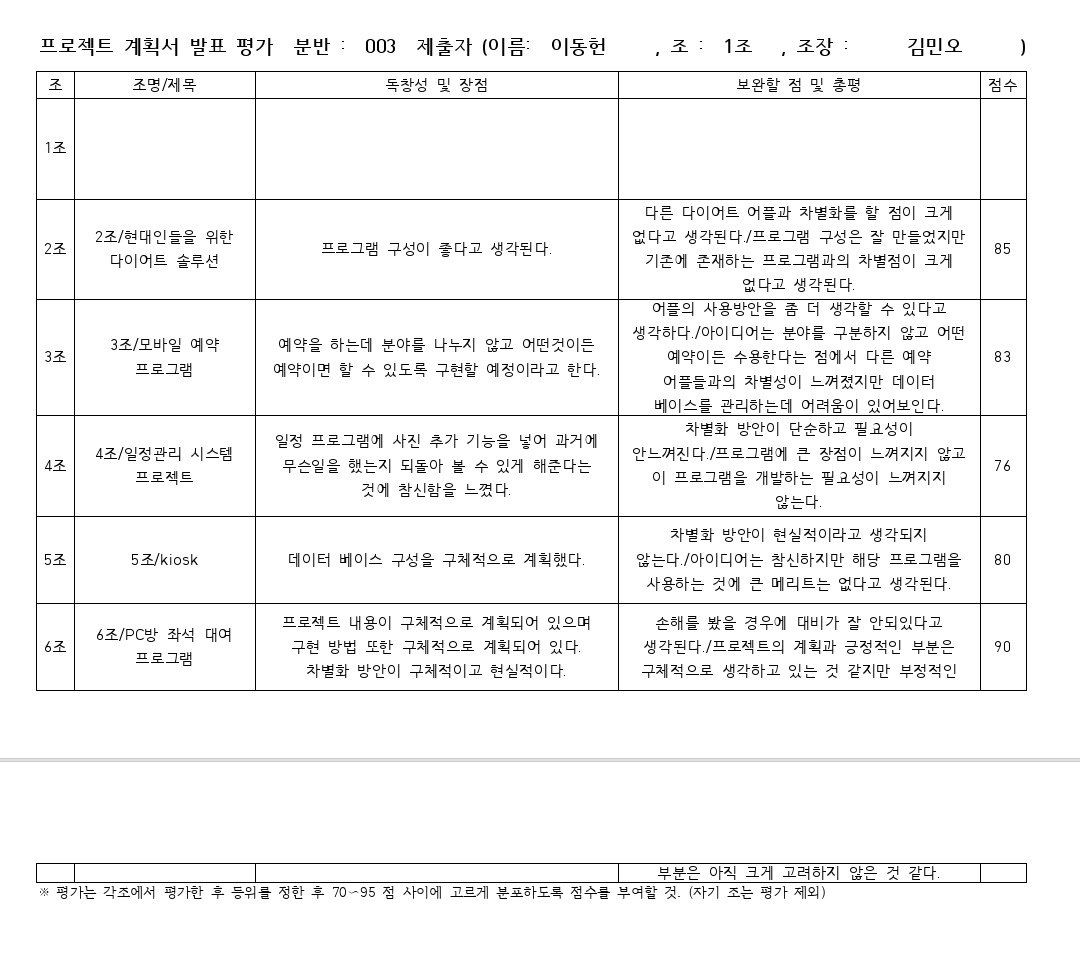 프로젝트 계획서 발표 평가 분반 : 003 제출자 (이름: 이동헌 , 조 : 1조 , 조장 : 김민오 )
조 조명/제목 독창성 및 장점 보완할 점 및 총평 점수
1조
2조
2조/현대인들을 위한
다이어트 솔루션
프로그램 구성이 좋다고 생각된다.
다른 다이어트 어플과 차별화를 할 점이 크게
없다고 생각된다./프로그램 구성은 잘 만들었지만
기존에 존재하는 프로그램과의 차별점이 크게
없다고 생각된다.
85
3조
3조/모바일 예약
프로그램
예약을 하는데 분야를 나누지 않고 어떤것이든
예약이면 할 수 있도록 구현할 예정이라고 한다.
어플의 사용방안을 좀 더 생각할 수 있다고
생각하다./아이디어는 분야를 구분하지 않고 어떤
예약이든 수용한다는 점에서 다른 예약
어플들과의 차별성이 느껴졌지만 데이터
베이스를 관리하는데 어려움이 있어보인다.
83
4조
4조/일정관리 시스템
프로젝트
일정 프로그램에 사진 추가 기능을 넣어 과거에
무슨일을 했는지 되돌아 볼 수 있게 해준다는
것에 참신함을 느꼈다.
차별화 방안이 단순하고 필요성이
안느껴진다./프로그램에 큰 장점이 느껴지지 않고
이 프로그램을 개발하는 필요성이 느껴지지
않는다.
76
5조
5조/kiosk
데이터 베이스 구성을 구체적으로 계획했다.
차별화 방안이 현실적이라고 생각되지
않는다./아이디어는 참신하지만 해당 프로그램을
사용하는 것에 큰 메리트는 없다고 생각된다.
80
6조
6조/PC방 좌석 대여
프로그램
프로젝트 내용이 구체적으로 계획되어 있으며
구현 방법 또한 구체적으로 계획되어 있다.
차별화 방안이 구체적이고 현실적이다.
손해를 봤을 경우에 대비가 잘 안되있다고
생각된다./프로젝트의 계획과 긍정적인 부분은
구체적으로 생각하고 있는 것 같지만 부정적인
90
부분은 아직 크게 고려하지 않은 것 같다.
※ 평가는 각조에서 평가한 후 등위를 정한 후 70~95 점 사이에 고르게 분포하도록 점수를 부여할 것. (자기 조는 평가 제외)